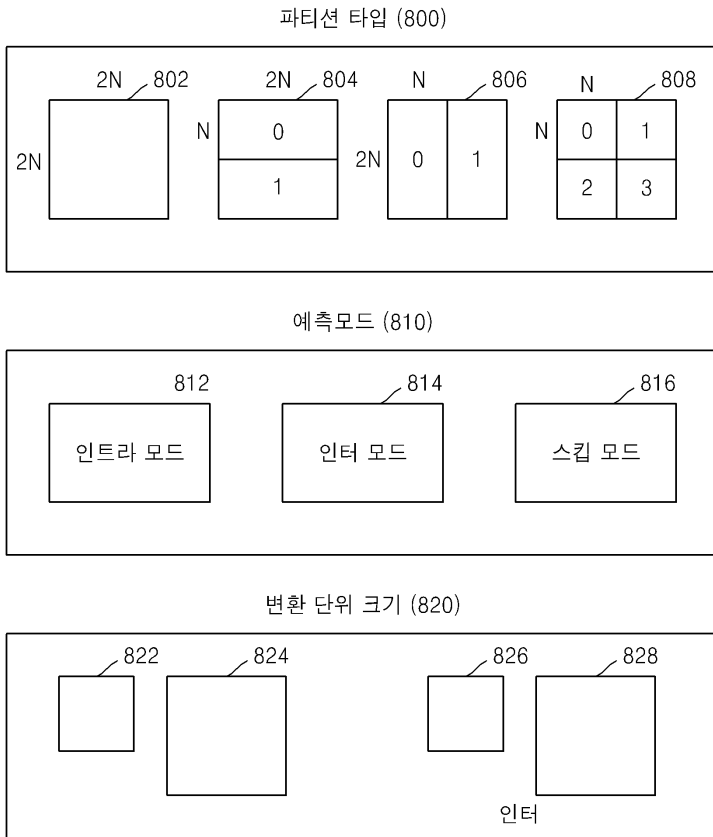 파티션 타입 (800)
2N 802 2N 804 N 806 N 808
2N N 0 1 2N 0 1 N 0 1 2 3
예측모드 (810)
812 814 816
인트라 모드 인터 모드 스킵 모드
변환 단위 크기 (820)
822 824 826 828
인터